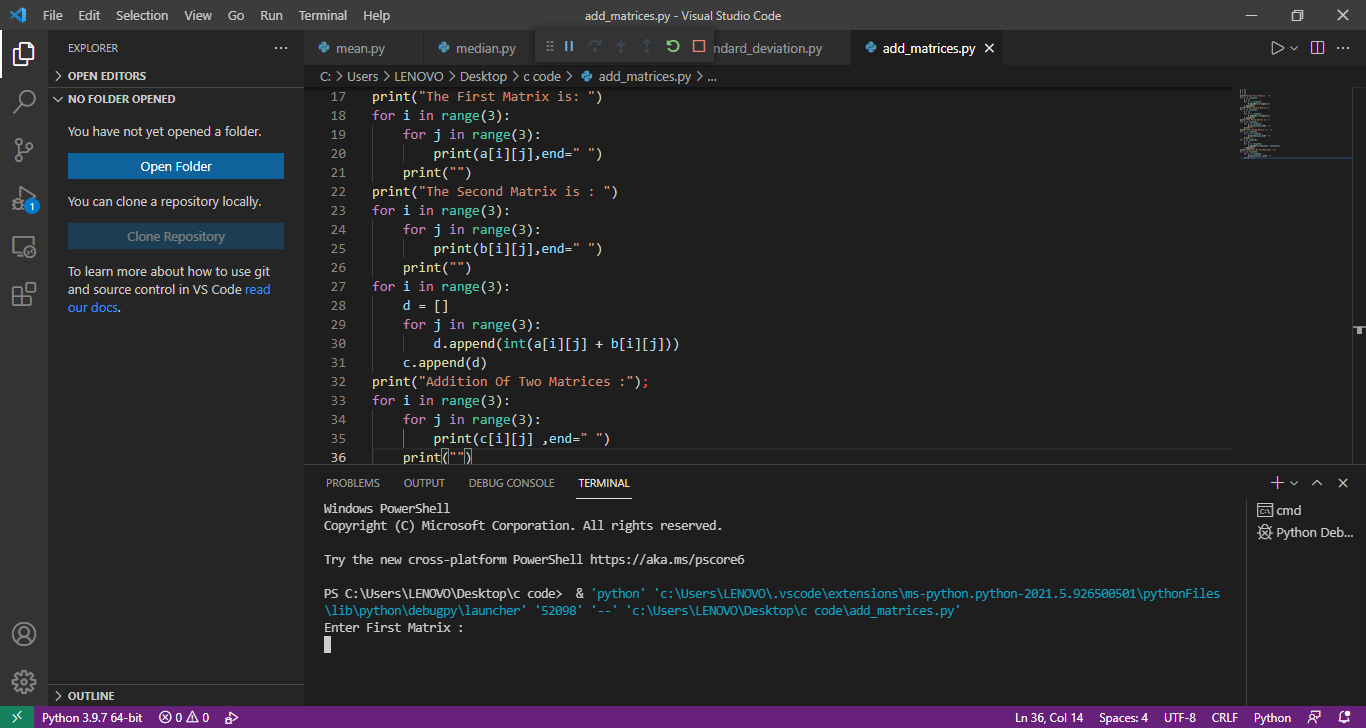 File Edit Selection View Go Run Terminal Help add_matrices.py - Visual Studio Code
EXPLORER
OPEN EDITORS
NO FOLDER OPENED
You have not yet opened a folder.
Open Folder
You can clone a repository locally.
Clone Repository
To learn more about how to use git
and source control in VS Code read
our docs.
OUTLINE
1
mean.py median.py ndard_deviation.py add_matrices.py
C: > Users > LENOVO > Desktop > c code > add_matrices.py > ...
17 print("The First Matrix is: ")
18 for i in range(3):
19     for j in range(3):
20         print(a[i][j],end=" ")
21     print("")
22 print("The Second Matrix is : ")
23 for i in range(3):
24     for j in range(3):
25         print(b[i][j],end=" ")
26     print("")
27 for i in range(3):
28     d = []
29     for j in range(3):
30         d.append(int(a[i][j] + b[i][j]))
31     c.append(d)
32 print("Addition Of Two Matrices :");
33 for i in range(3):
34     for j in range(3):
35         print(c[i][j] ,end=" ")
36     print("")
PROBLEMS OUTPUT DEBUG CONSOLE TERMINAL
Windows PowerShell
Copyright (C) Microsoft Corporation. All rights reserved.
Try the new cross-platform PowerShell https://aka.ms/pscore6
PS C:\Users\LENOVO\Desktop\c code>  & 'python' 'c:\Users\LENOVO\.vscode\extensions\ms-python.python-2021.5.926500501\pythonFiles
\lib\python\debugpy\launcher' '52098' '--' 'c:\Users\LENOVO\Desktop\c code\add_matrices.py'
Enter First Matrix :
cmd
Python Deb...
Python 3.9.7 64-bit 0 0 Ln 36, Col 14 Spaces: 4 UTF-8 CRLF Python